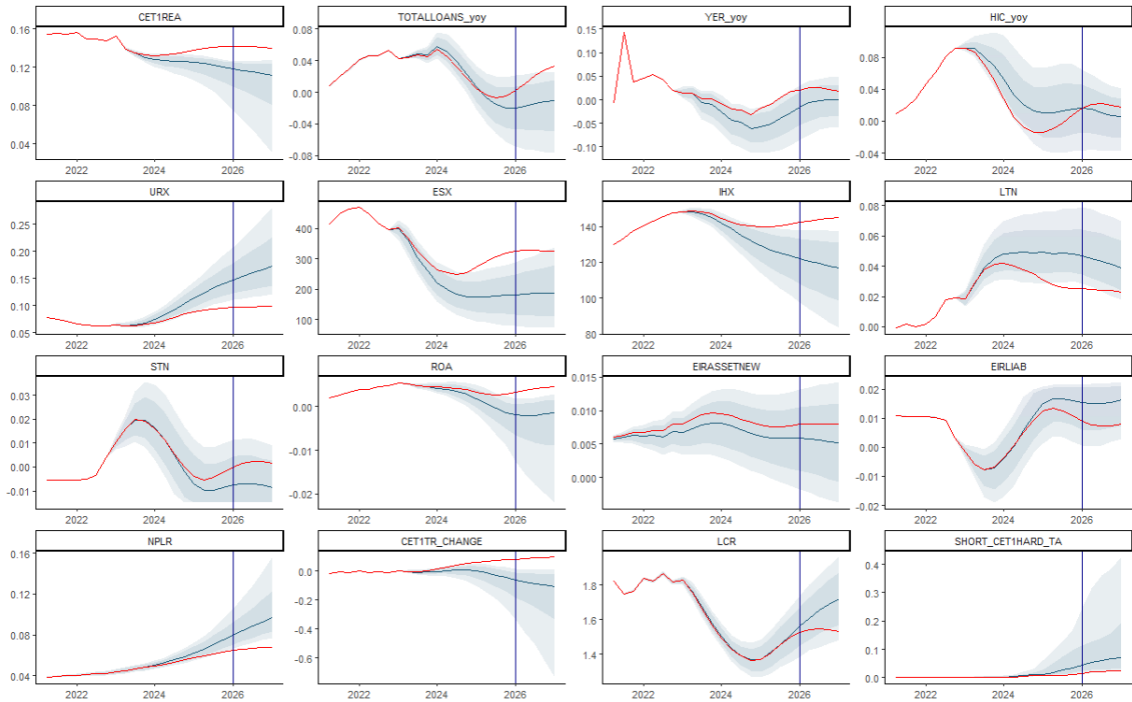 CET1REA
TOTALLOANS_yoy
YER_yoy
HIC_yoy
0.16
0.12
0.08
0.04
0.08
0.04
0.00
-0.04
-0.08
0.15
0.10
0.05
0.00
-0.05
-0.10
0.08
0.04
0.00
-0.04
2022 2024 2026
2022 2024 2026
2022 2024 2026
2022 2024 2026
URX
ESX
IHX
LTN
0.25
0.20
0.15
0.10
0.05
400
300
200
100
140
120
100
80
0.08
0.06
0.04
0.02
0.00
2022 2024 2026
2022 2024 2026
2022 2024 2026
2022 2024 2026
STN
ROA
EIRASSETNEW
EIRLIAB
0.03
0.02
0.01
0.00
-0.01
0.00
-0.01
-0.02
0.015
0.010
0.005
0.000
0.02
0.01
0.00
-0.01
-0.02
2022 2024 2026
2022 2024 2026
2022 2024 2026
2022 2024 2026
NPLR
CET1TR_CHANGE
LCR
SHORT_CET1HARD_TA
0.16
0.12
0.08
0.04
0.0
-0.2
-0.4
-0.6
1.8
1.6
1.4
0.4
0.3
0.2
0.1
0.0
2022 2024 2026
2022 2024 2026
2022 2024 2026
2022 2024 2026